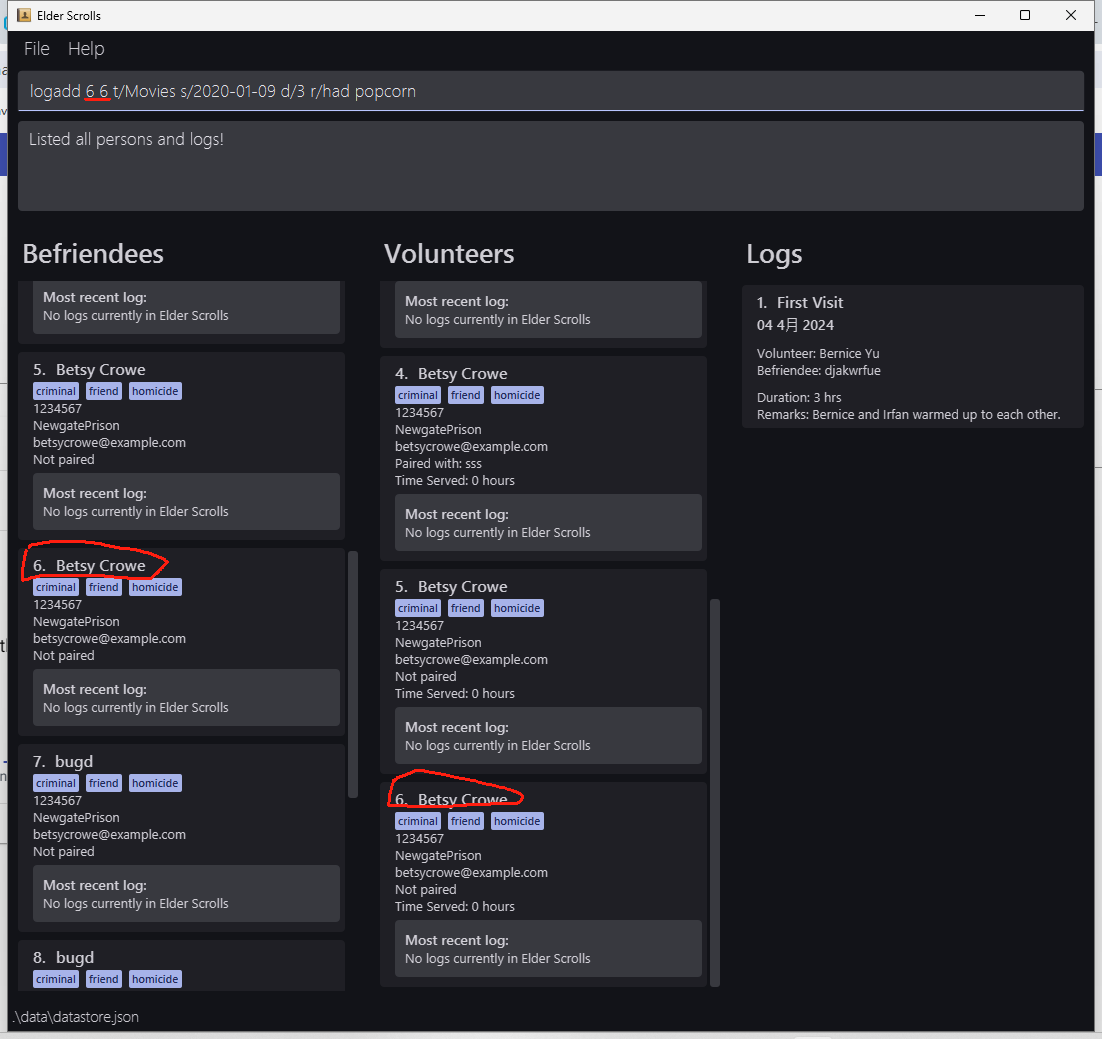 Elder Scrolls
File Help
logadd 6 6 t/Movies s/2020-01-09 d/3 r/had popcorn
Listed all persons and logs!
Befriendees
Most recent log:
No logs currently in Elder Scrolls
5. Betsy Crowe
criminal friend homicide
1234567
NewgatePrison
betsycrowe@example.com
Not paired
Most recent log:
No logs currently in Elder Scrolls
6. Betsy Crowe
criminal friend homicide
1234567
NewgatePrison
betsycrowe@example.com
Not paired
Most recent log:
No logs currently in Elder Scrolls
7. bugd
criminal friend homicide
1234567
NewgatePrison
betsycrowe@example.com
Not paired
Most recent log:
No logs currently in Elder Scrolls
8. bugd
criminal friend homicide
Volunteers
Most recent log:
No logs currently in Elder Scrolls
4. Betsy Crowe
criminal friend homicide
1234567
NewgatePrison
betsycrowe@example.com
Paired with: sss
Time Served: 0 hours
Most recent log:
No logs currently in Elder Scrolls
5. Betsy Crowe
criminal friend homicide
1234567
NewgatePrison
betsycrowe@example.com
Not paired
Time Served: 0 hours
Most recent log:
No logs currently in Elder Scrolls
6. Betsy Crowe
criminal friend homicide
1234567
NewgatePrison
betsycrowe@example.com
Not paired
Time Served: 0 hours
Most recent log:
No logs currently in Elder Scrolls
Logs
1. First Visit
04 4月 2024
Volunteer: Bernice Yu
Befriendee: djakwrfue
Duration: 3 hrs
Remarks: Bernice and Irfan warmed up to each other.
.\data\datastore.json